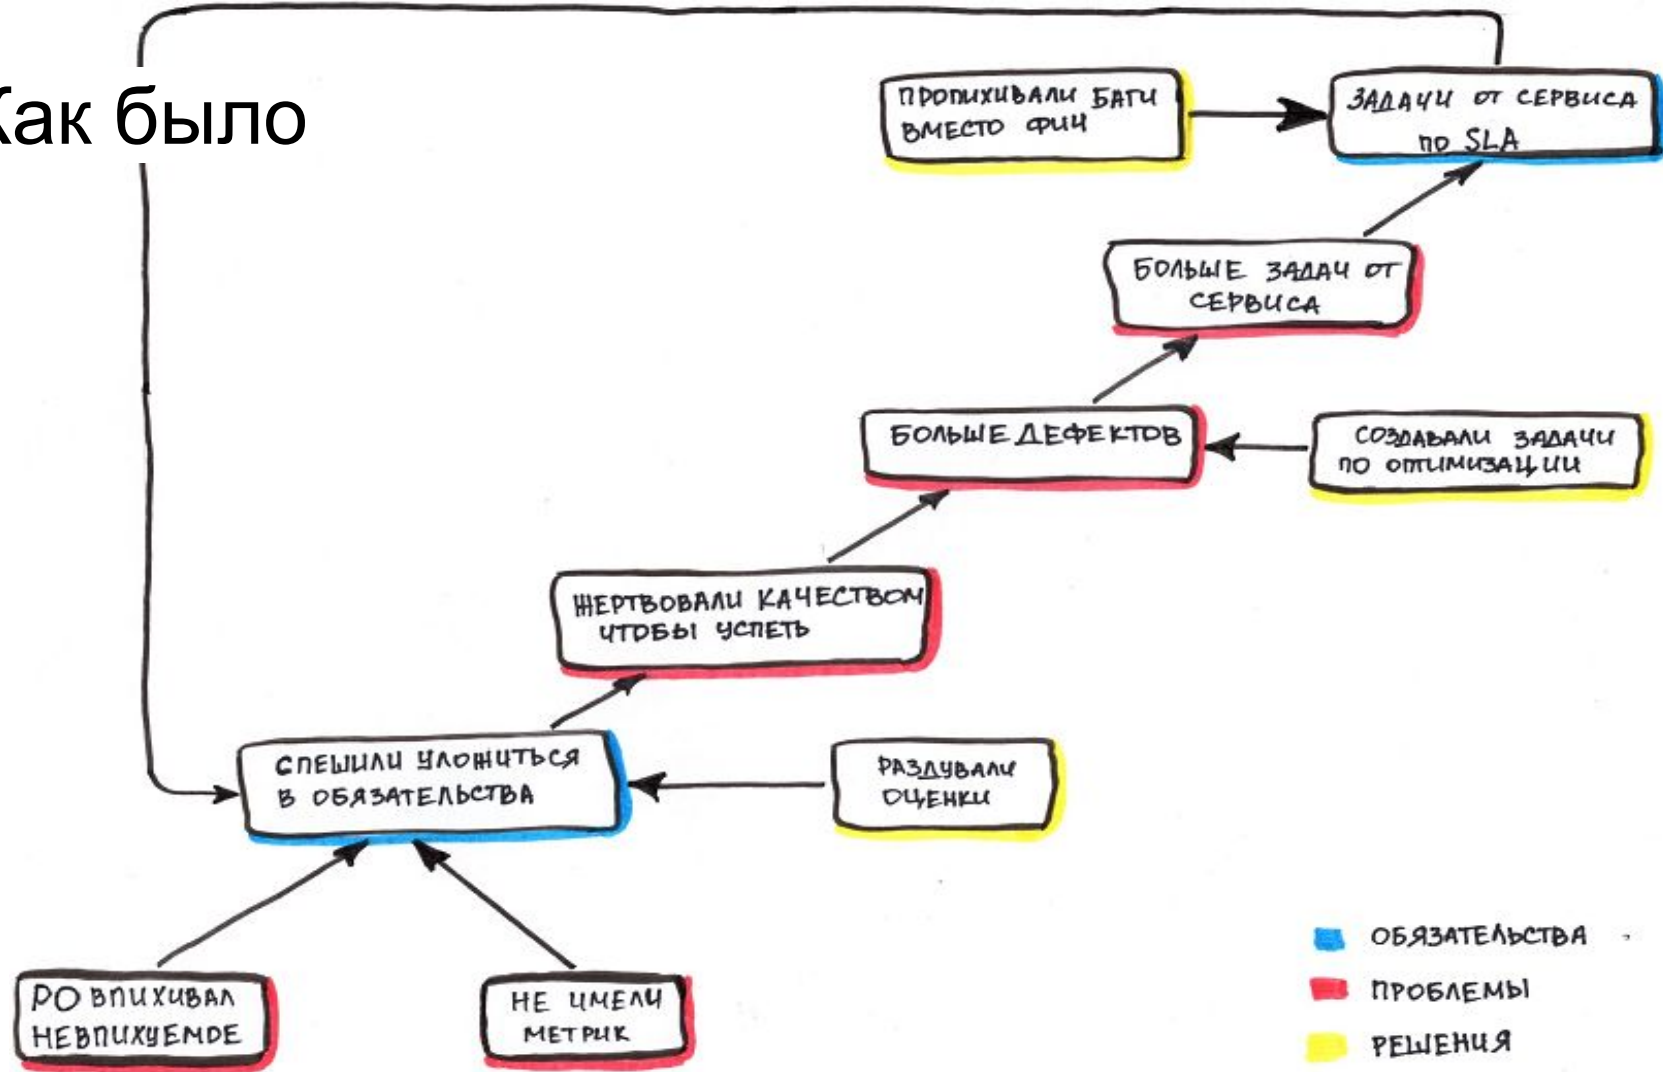 Как было
ПРОПИХИВАЛИ БАГИ
ВМЕСТО ФИЧ
ЗАДАЧИ ОТ СЕРВИСА
ПО SLA
БОЛЬШЕ ЗАДАЧ ОТ
СЕРВИСА
БОЛЬШЕ ДЕФЕКТОВ
СОЗДАВАЛИ ЗАДАЧИ
ПО ОПТИМИЗАЦИИ
ЖЕРТВОВАЛИ КАЧЕСТВОМ
ЧТОБЫ УСПЕТЬ
СПЕШИЛИ УЛОЖИТЬСЯ
В ОБЯЗАТЕЛЬСТВА
РАЗДУВАЛИ
ОЦЕНКИ
PO ВПИХИВАЛ
НЕВПИХУЕМОЕ
НЕ ИМЕЛИ
МЕТРИК
ОБЯЗАТЕЛЬСТВА
ПРОБЛЕМЫ
РЕШЕНИЯ